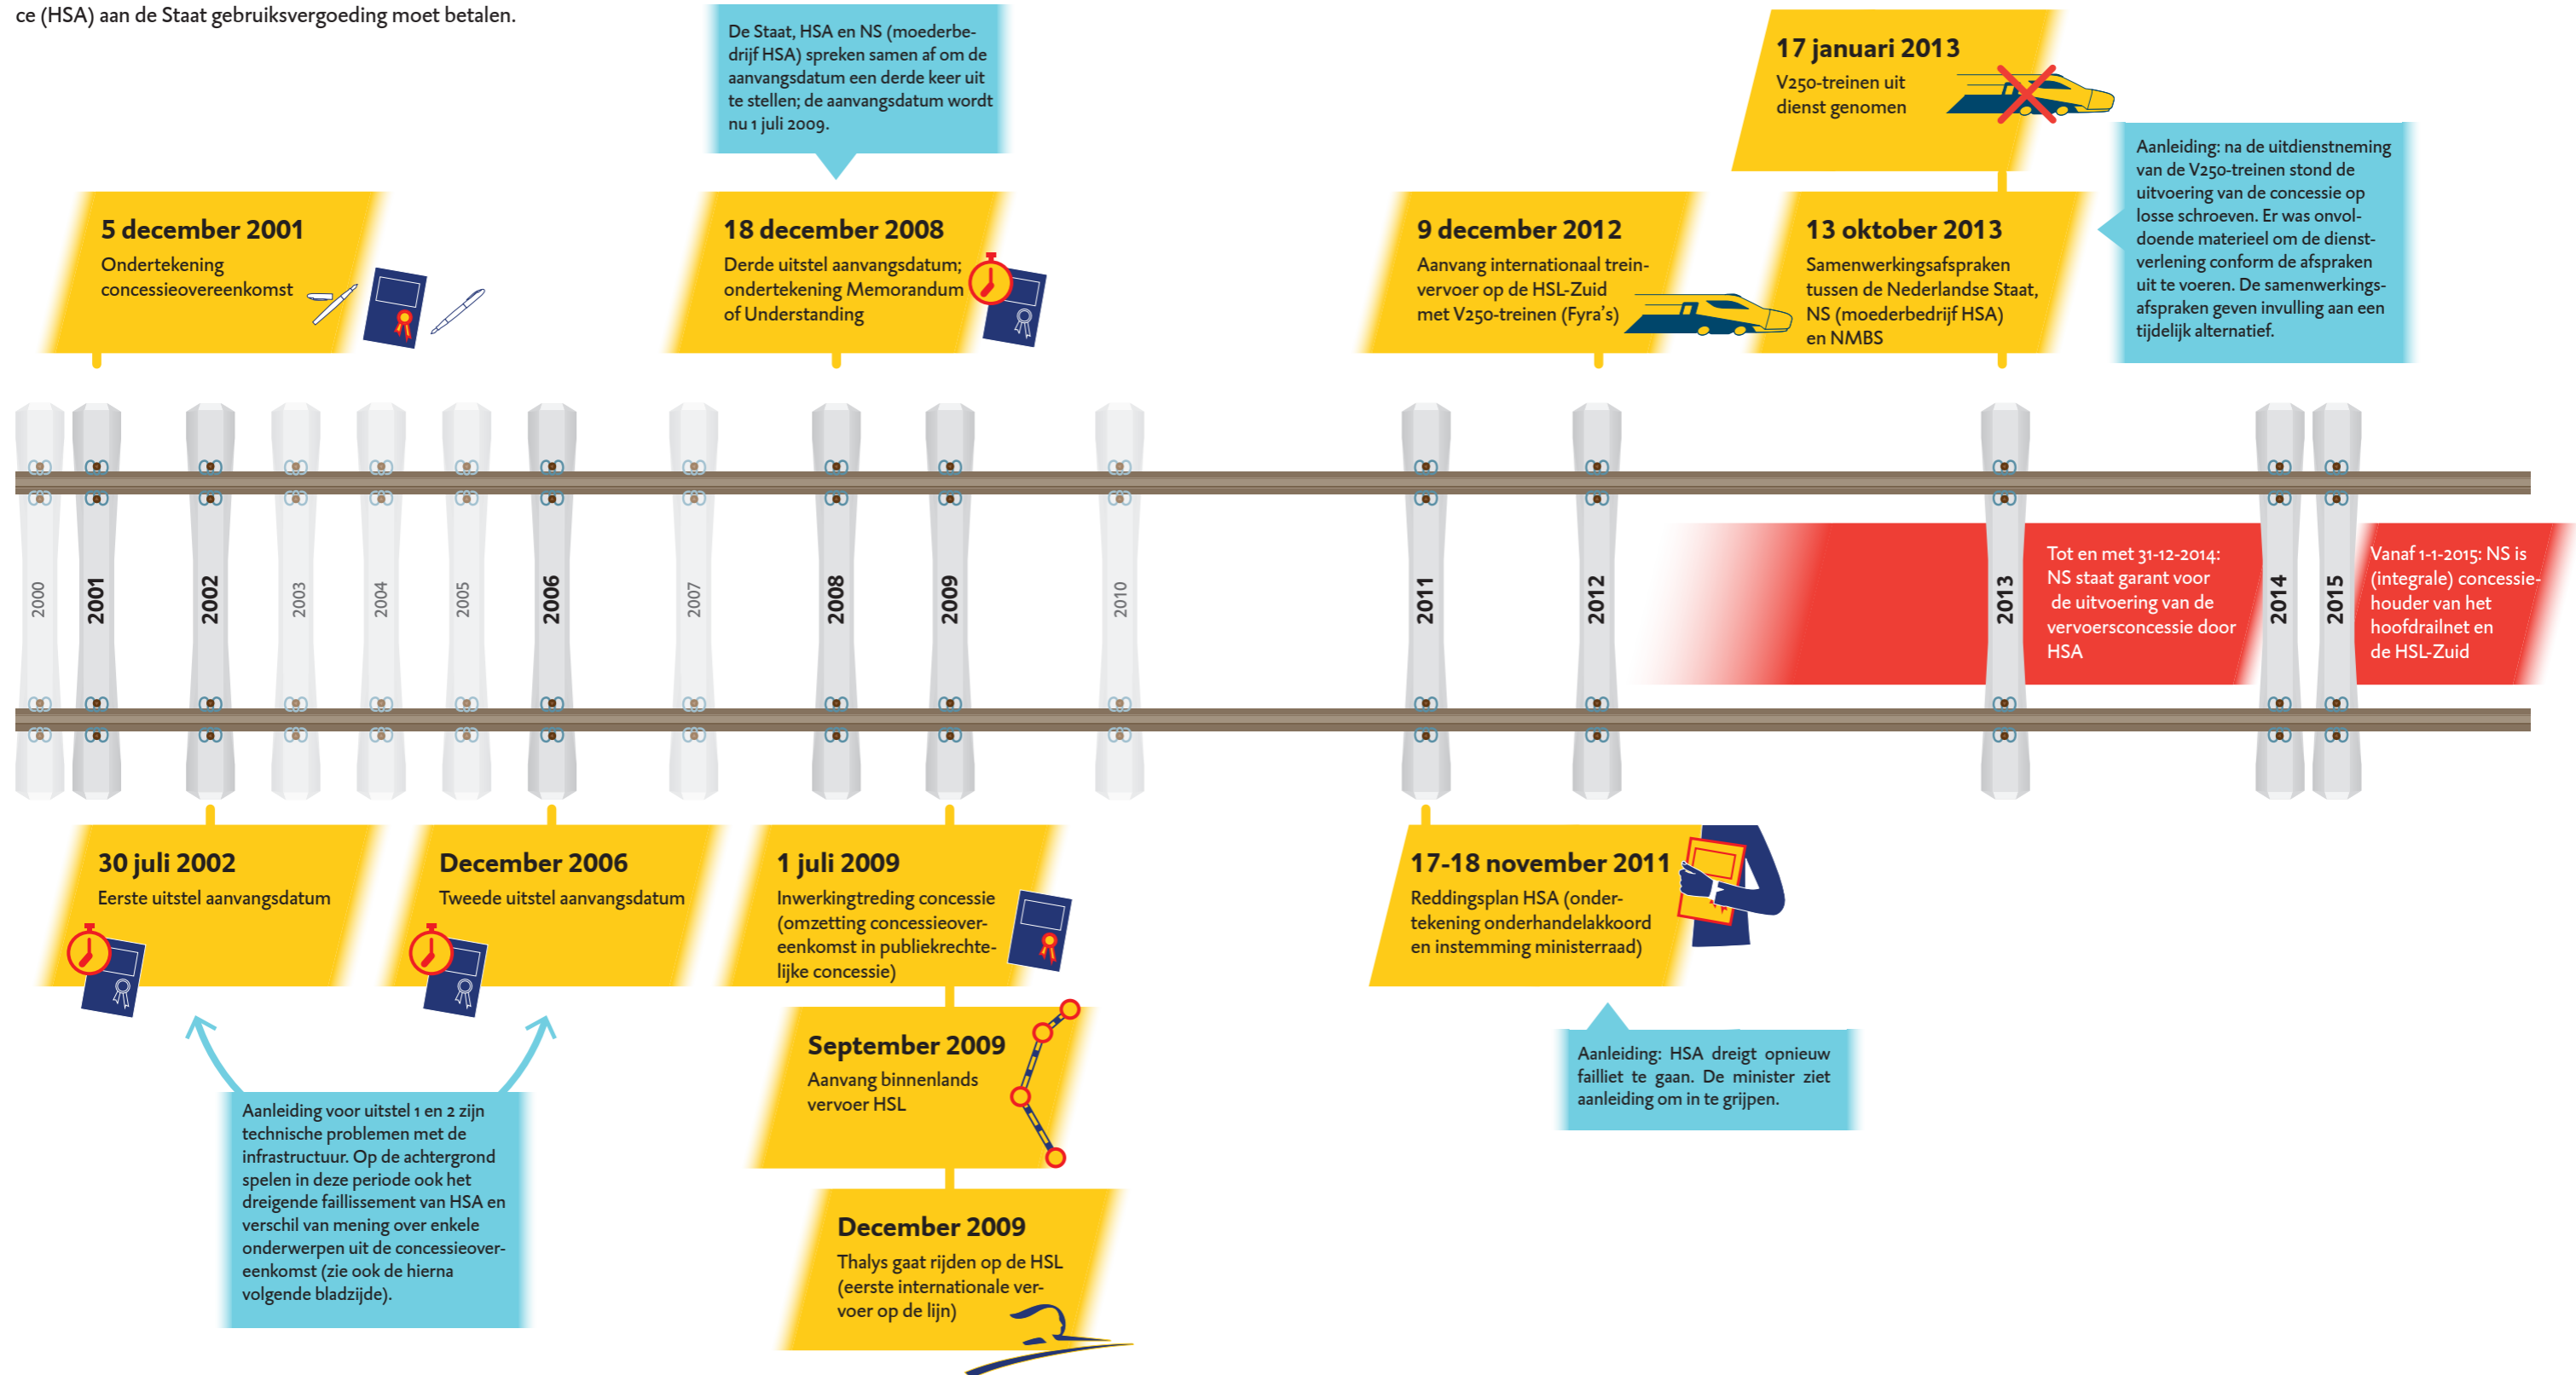 ce (HSA) aan de Staat gebruiksvergoeding moet betalen.
De Staat, HSA en NS (moederbe-
drijf HSA) spreken samen af om de
aanvangsdatum een derde keer uit
te stellen; de aanvangsdatum wordt
nu 1 juli 2009.
17 januari 2013
V250-treinen uit
dienst genomen
Aanleiding: na de uitdienstneming
van de V250-treinen stond de
uitvoering van de concessie op
losse schroeven. Er was onvol-
doende materieel om de dienst-
verlening conform de afspraken
uit te voeren. De samenwerkings-
afspraken geven invulling aan een
tijdelijk alternatief.
5 december 2001
Ondertekening
concessieovereenkomst
18 december 2008
Derde uitstel aanvangsdatum;
ondertekening Memorandum
of Understanding
9 december 2012
Aanvang internationaal trein-
vervoer op de HSL-Zuid
met V250-treinen (Fyra's)
13 oktober 2013
Samenwerkingsafspraken
tussen de Nederlandse Staat,
NS (moederbedrijf HSA)
en NMBS
2000
2001
2002
2003
2004
2005
2006
2007
2008
2009
2010
2011
2012
2013
Tot en met 31-12-2014:
NS staat garant voor
de uitvoering van de
vervoersconcessie door
HSA
2014
2015
Vanaf 1-1-2015: NS is
(integrale) concessie-
houder van het
hoofdrailnet en
de HSL-Zuid
30 juli 2002
Eerste uitstel aanvangsdatum
December 2006
Tweede uitstel aanvangsdatum
Aanleiding voor uitstel 1 en 2 zijn
technische problemen met de
infrastructuur. Op de achtergrond
spelen in deze periode ook het
dreigende faillissement van HSA en
verschil van mening over enkele
onderwerpen uit de concessieover-
eenkomst (zie ook de hierna
volgende bladzijde).
1 juli 2009
Inwerkingtreding concessie
(omzetting concessieover-
eenkomst in publiekrechte-
lijke concessie)
September 2009
Aanvang binnenlands
vervoer HSL
December 2009
Thalys gaat rijden op de HSL
(eerste internationale ver-
voer op de lijn)
17-18 november 2011
Reddingsplan HSA (onder-
tekening onderhandelakkoord
en instemming ministerraad)
Aanleiding: HSA dreigt opnieuw
failliet te gaan. De minister ziet
aanleiding om in te grijpen.